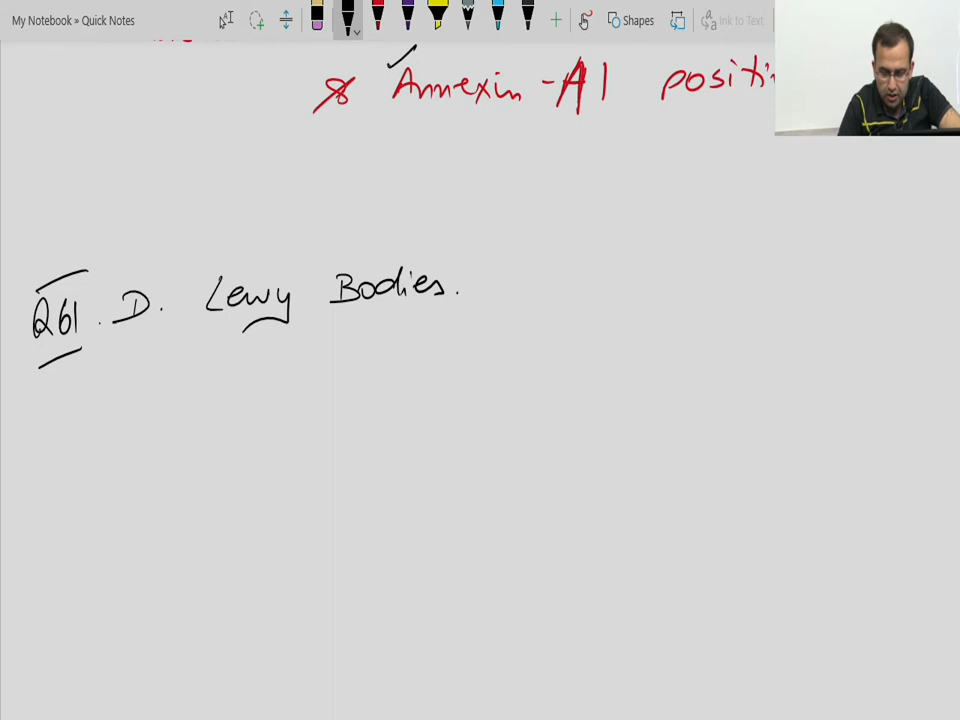 My Notebook » Quick Notes
Shapes
Ink to Text
Annexin-A1 positi
Q61. D. Lewy Bodies.